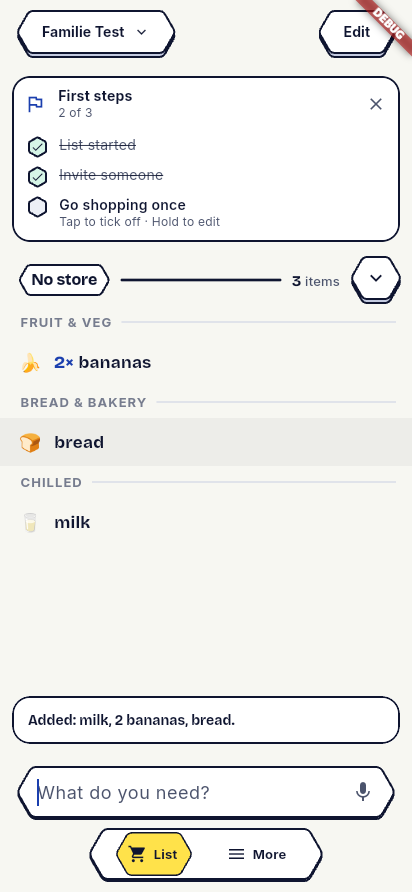 Familie Test
Edit
DEBUG
First steps
2 of 3
List started
Invite someone
Go shopping once
Tap to tick off · Hold to edit
No store
3 items
FRUIT & VEG
2× bananas
BREAD & BAKERY
bread
CHILLED
milk
Added: milk, 2 bananas, bread.
What do you need?
List
More